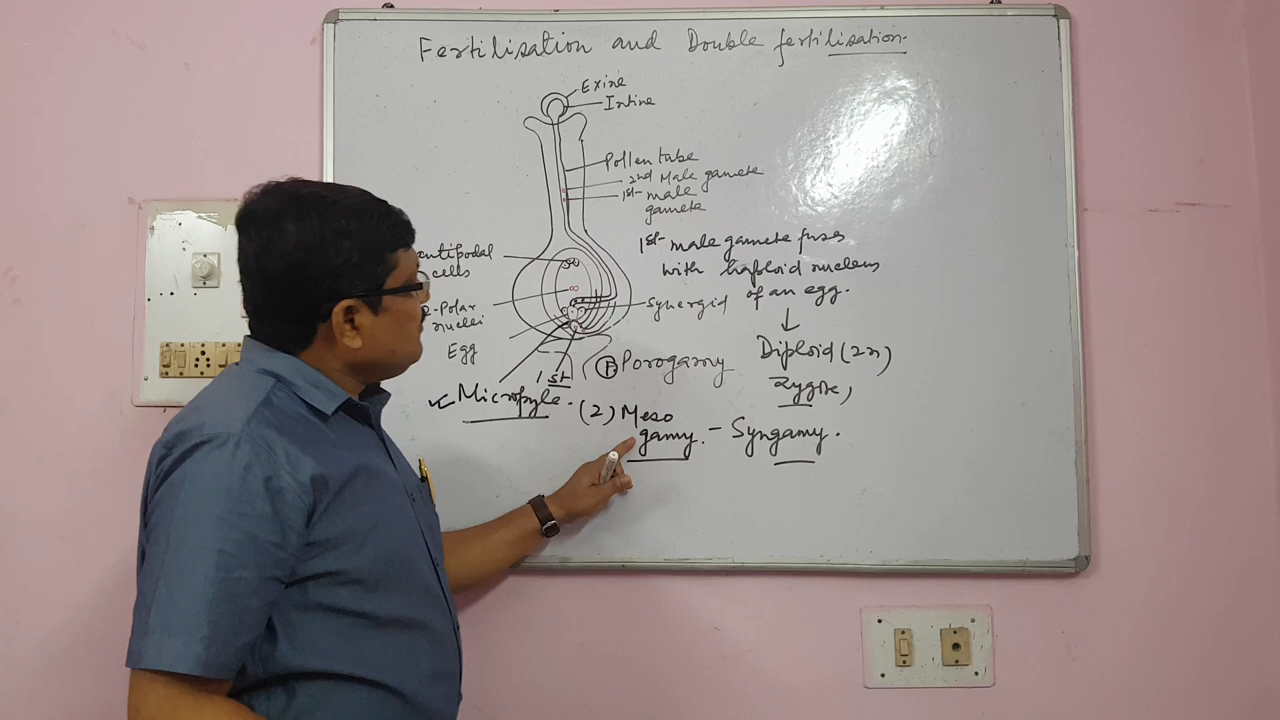 Fertilisation and Double fertilisation.
Exine
Intine
Pollen tube
2nd Male gamete
1st male
gamete
1st male gamete fuses
with haploid nucleus
of an egg.
Diploid (2n)
zygote,
antipodal
cells
2-Polar
nuclei
Egg
Synergid
Micropyle.
1st
Porogamy
(2) Meso
gamy. - Syngamy.